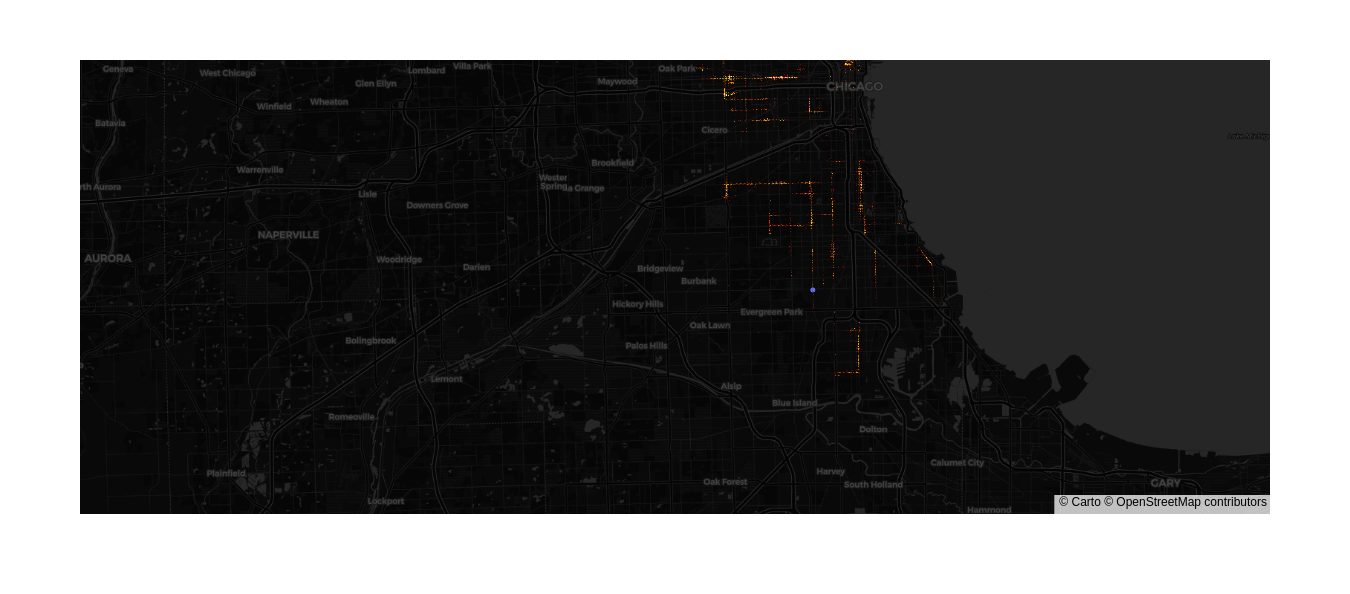 Geneva
West Chicago
Lombard
Villa Park
Oak Park
Glen Ellyn
Maywood
CHICAGO
Winfield
Wheaton
Batavia
Cicero
Brookfield
Warrenville
Wester
Spring
a Grange
rth Aurora
Lisle
Downers Grove
NAPERVILLE
AURORA
Woodridge
Darien
Bridgeview
Burbank
Hickory Hills
Evergreen Park
Oak Lawn
Bolingbrook
Palos Hills
Lemont
Alsip
Blue Island
Romeoville
Dolton
Calumet City
Plainfield
Harvey
Oak Forest
South Holland
GARY
Lockport
Hammond
© Carto © OpenStreetMap contributors